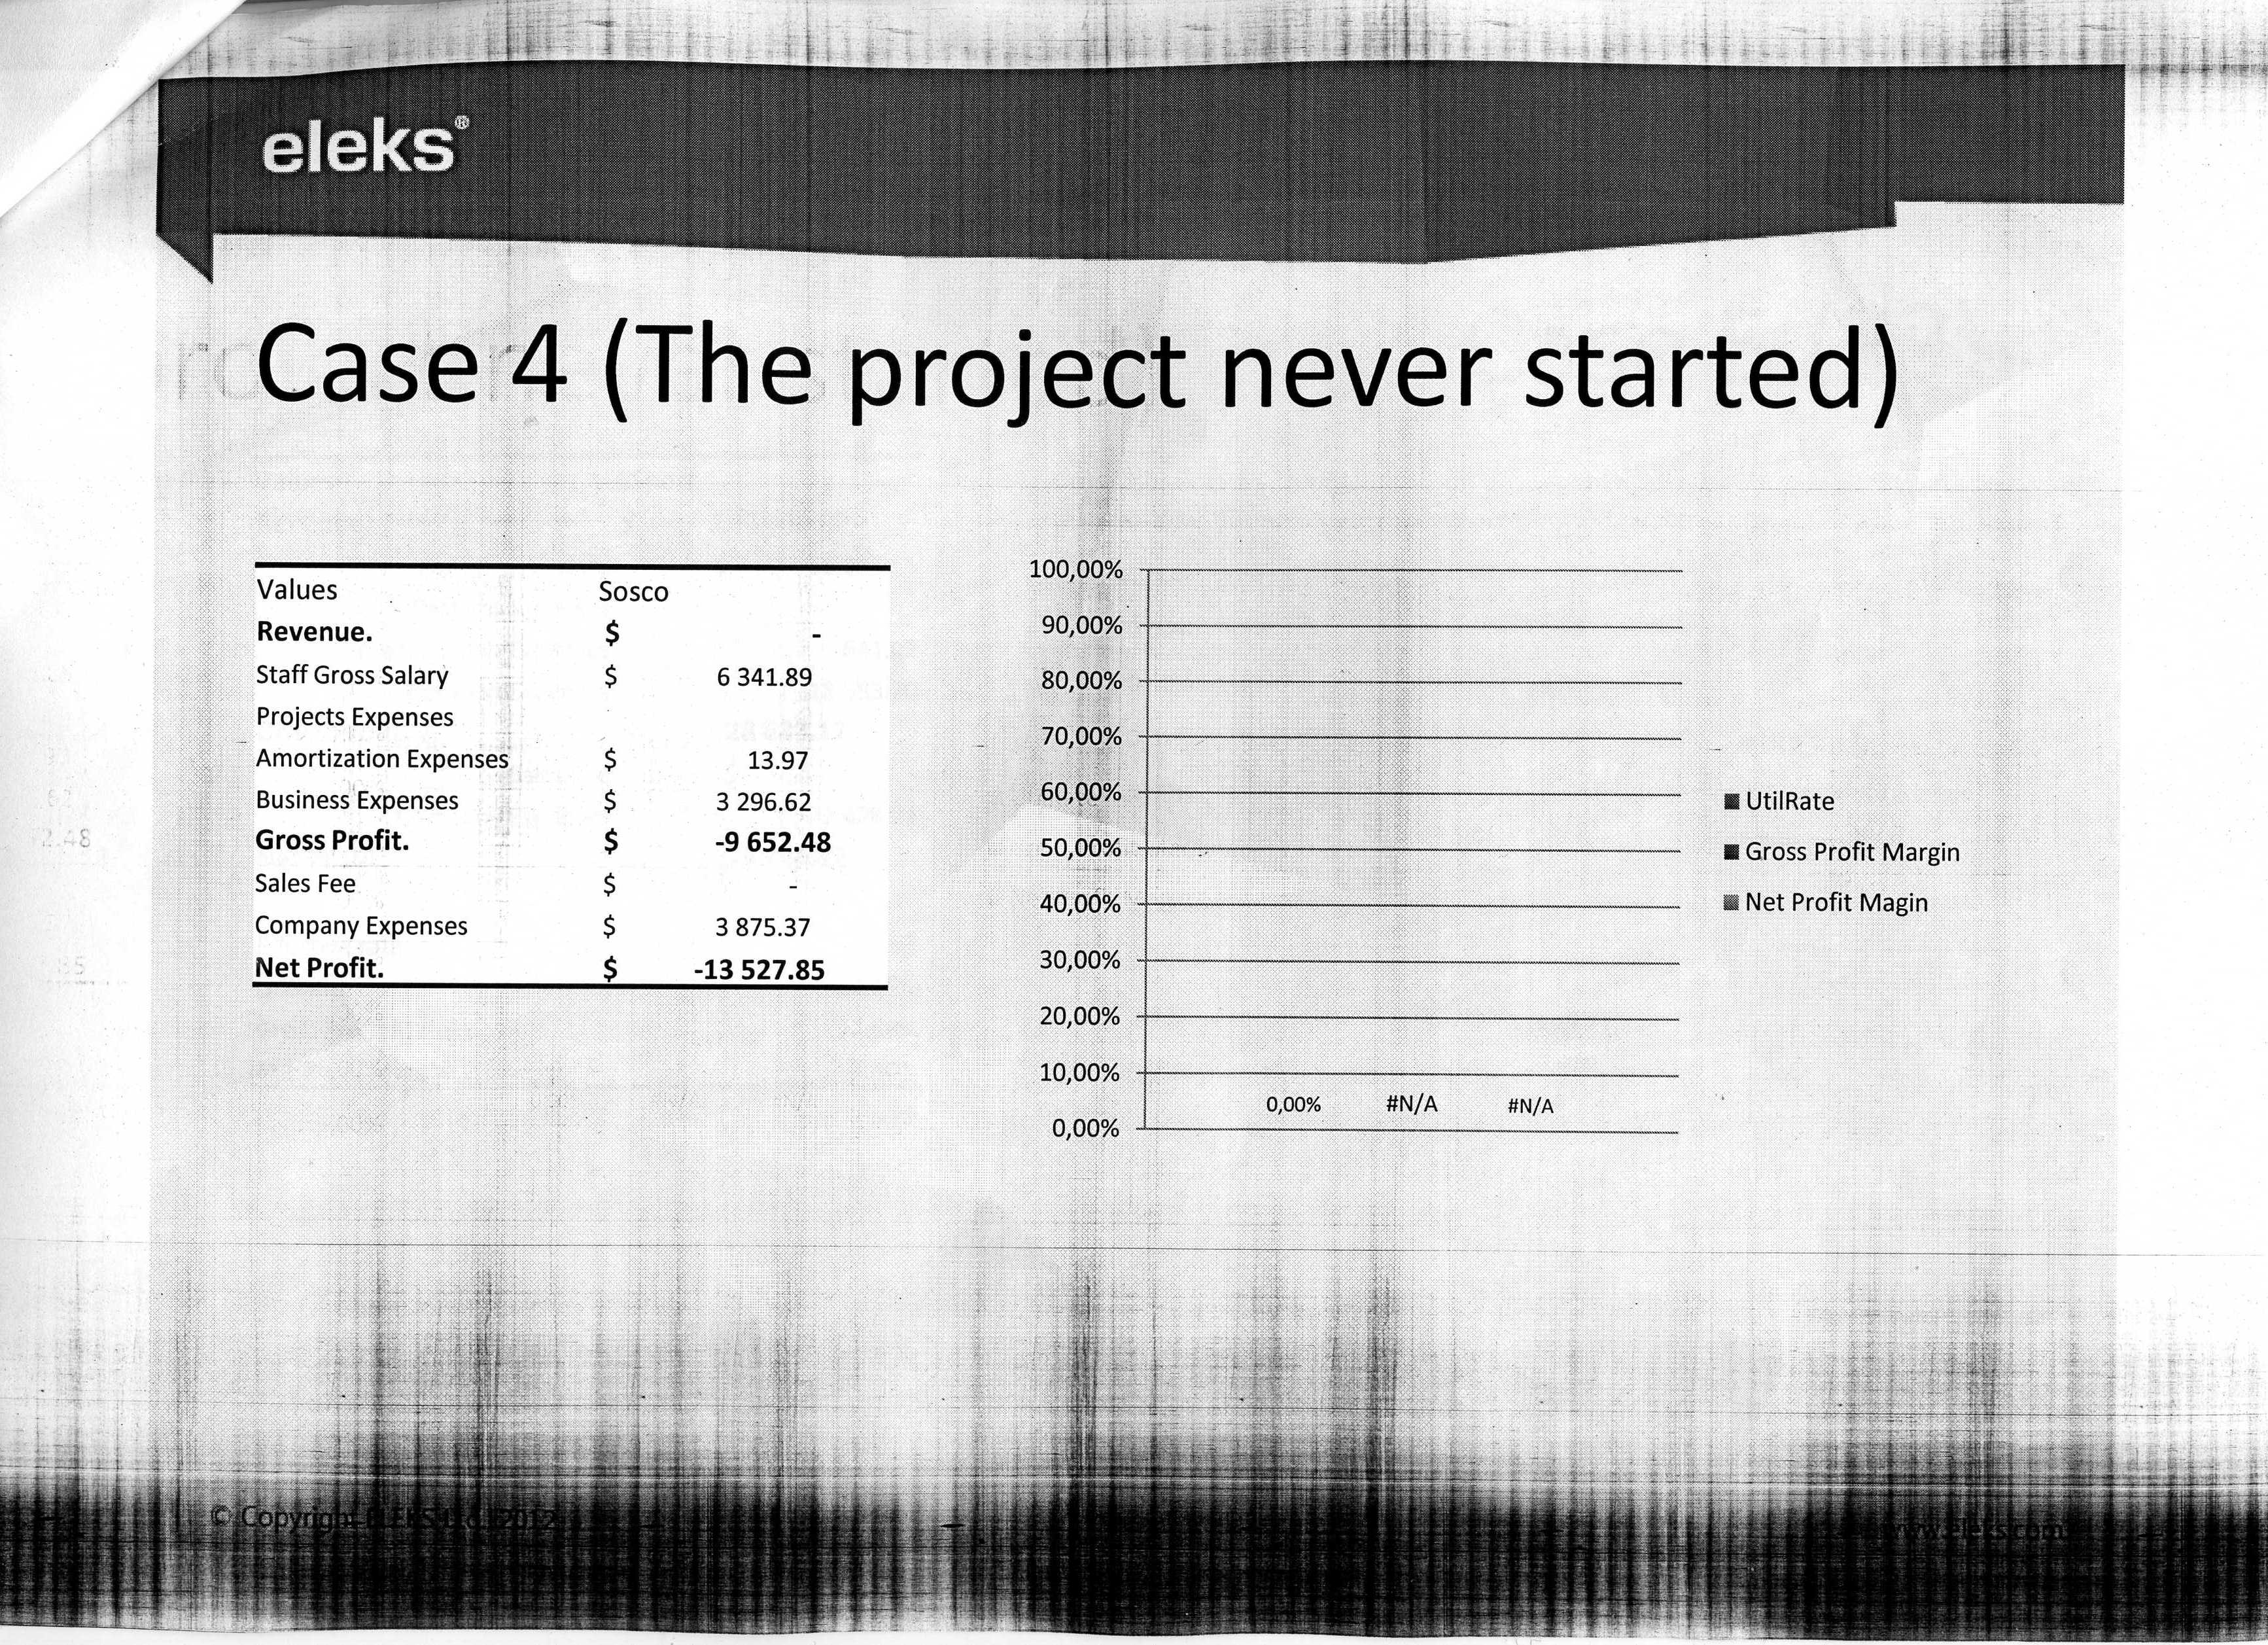 eleks®
Case 4 (The project never started)
Values Sosco
Revenue. $ -
Staff Gross Salary $ 6 341.89
Projects Expenses
Amortization Expenses $ 13.97
Business Expenses $ 3 296.62
Gross Profit. $ -9 652.48
Sales Fee $ -
Company Expenses $ 3 875.37
Net Profit. $ -13 527.85
100,00%
90,00%
80,00%
70,00%
60,00%
50,00%
40,00%
30,00%
20,00%
10,00%
0,00%
0,00% #N/A #N/A
UtilRate
Gross Profit Margin
Net Profit Magin
© Copyright ELEKS Ltd. 2012
www.eleks.com